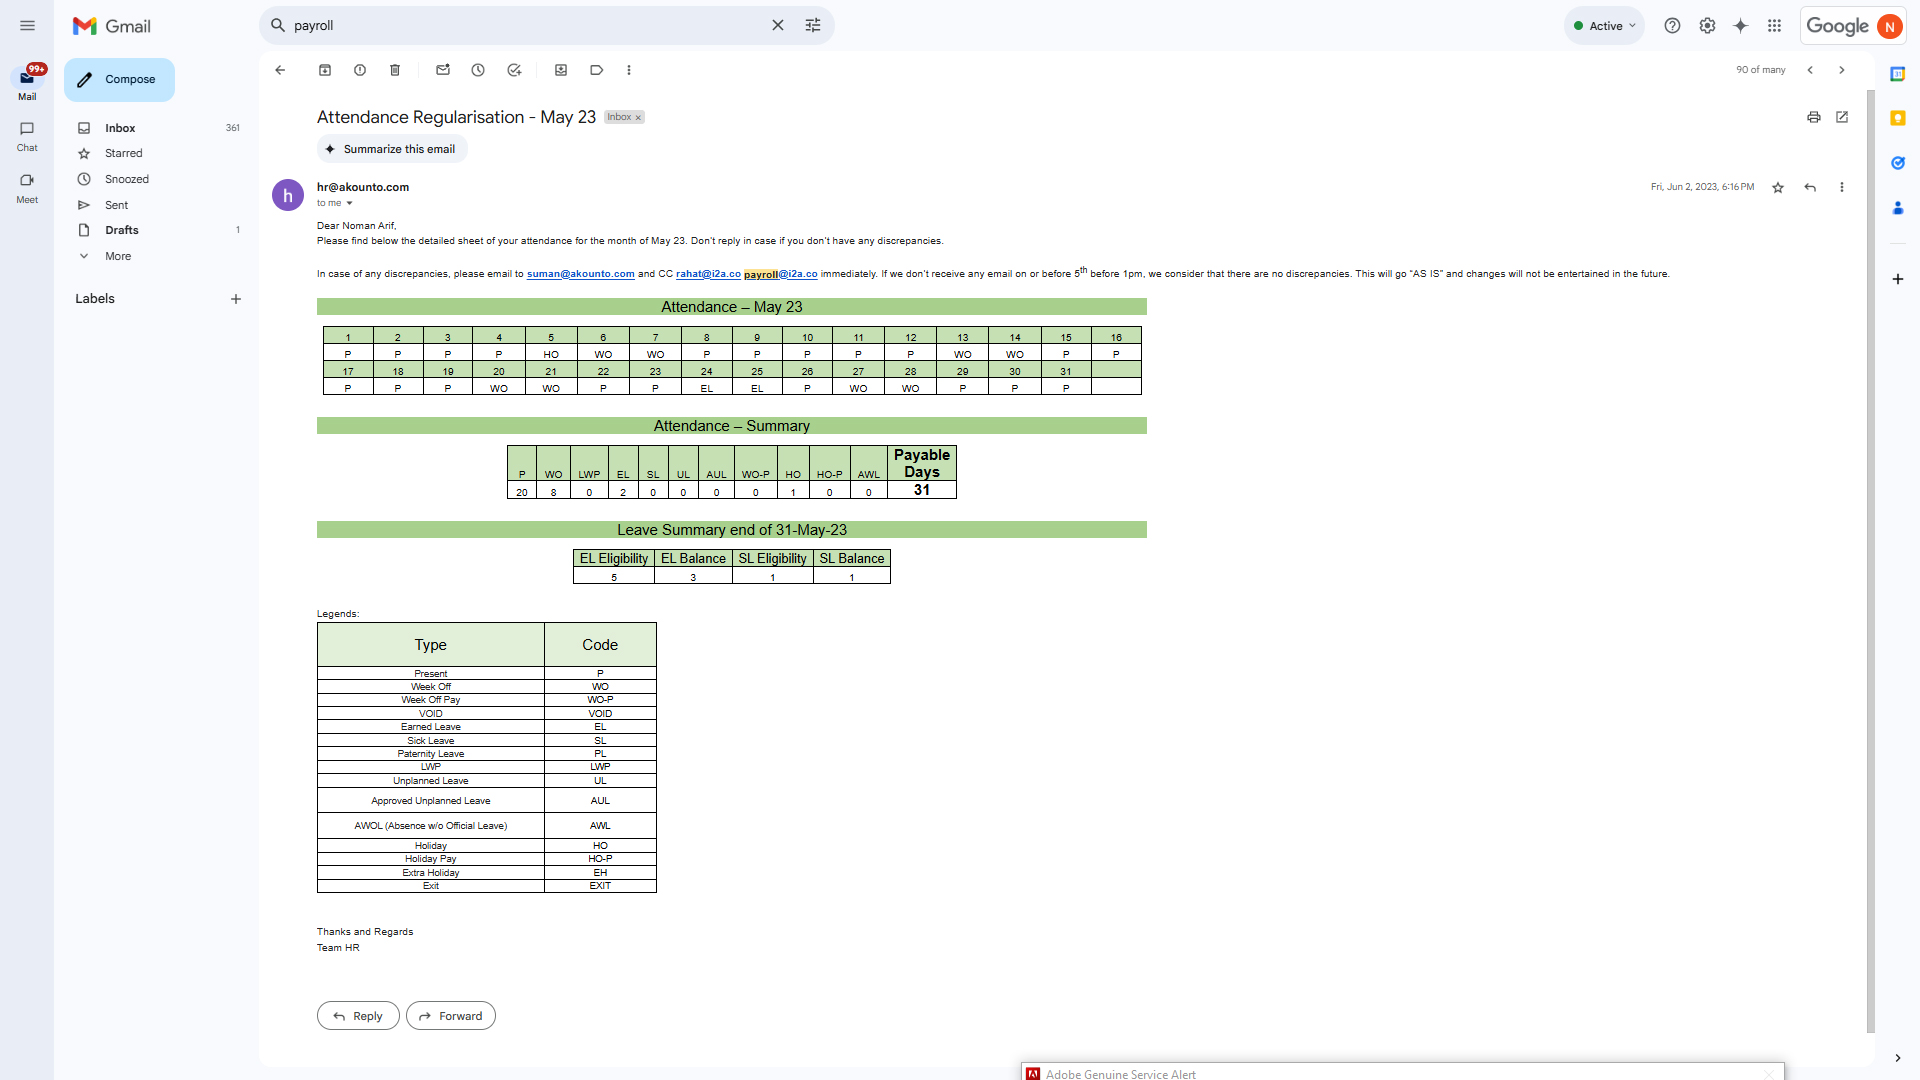 Gmail
payroll
Active
Google
N
99+
Mail
Compose
90 of many
Chat
Meet
Inbox 361
Starred
Snoozed
Sent
Drafts 1
More
Labels
Attendance Regularisation - May 23 Inbox x
Summarize this email
h
hr@akounto.com
Fri, Jun 2, 2023, 6:16 PM
to me
Dear Noman Arif,
Please find below the detailed sheet of your attendance for the month of May 23. Don't reply in case if you don't have any discrepancies.
In case of any discrepancies, please email to suman@akounto.com and CC rahat@i2a.co payroll@i2a.co immediately. If we don't receive any email on or before 5th before 1pm, we consider that there are no discrepancies. This will go “AS IS” and changes will not be entertained in the future.
Attendance – May 23
1 2 3 4 5 6 7 8 9 10 11 12 13 14 15 16
P P P P HO WO WO P P P P P WO WO P P
17 18 19 20 21 22 23 24 25 26 27 28 29 30 31
P P P WO WO P P EL EL P WO WO P P P
Attendance – Summary
P WO LWP EL SL UL AUL WO-P HO HO-P AWL Payable Days
20 8 0 2 0 0 0 0 1 0 0 31
Leave Summary end of 31-May-23
EL Eligibility EL Balance SL Eligibility SL Balance
5 3 1 1
Legends:
Type Code
Present P
Week Off WO
Week Off Pay WO-P
VOID VOID
Earned Leave EL
Sick Leave SL
Paternity Leave PL
LWP LWP
Unplanned Leave UL
Approved Unplanned Leave AUL
AWOL (Absence w/o Official Leave) AWL
Holiday HO
Holiday Pay HO-P
Extra Holiday EH
Exit EXIT
Thanks and Regards
Team HR
Reply Forward
Adobe Genuine Service Alert
31